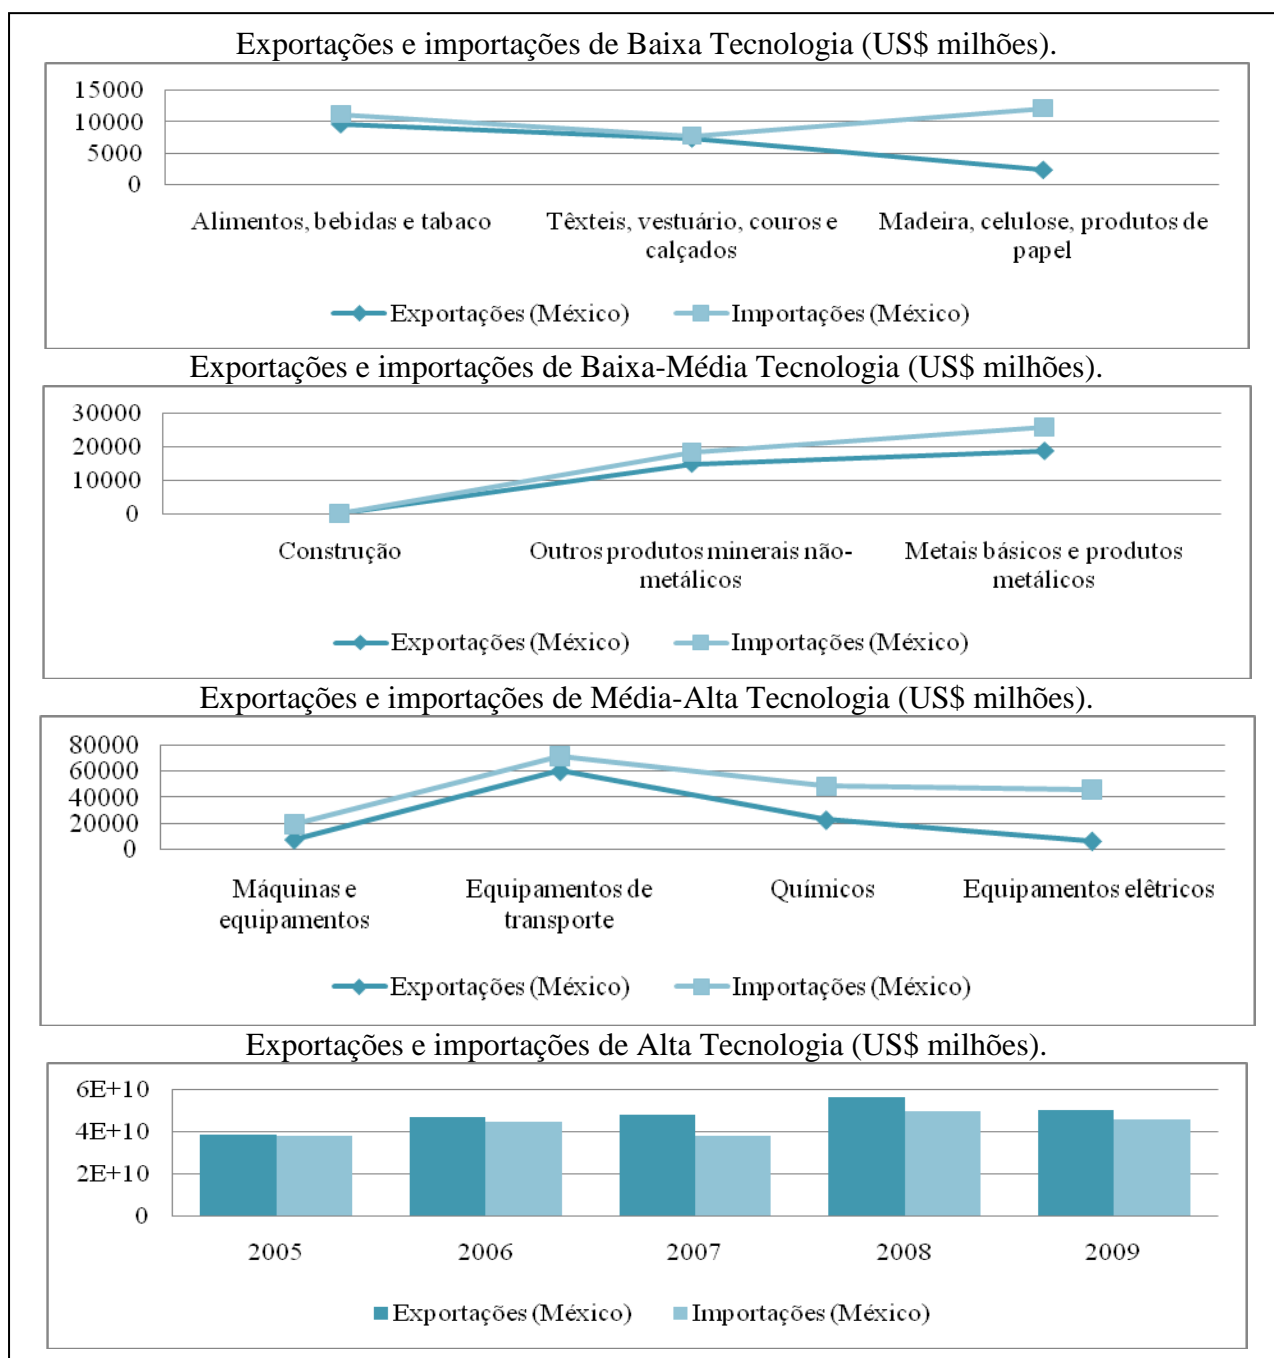 Exportações e importações de Baixa Tecnologia (US$ milhões).
15000
10000
5000
0
Alimentos, bebidas e tabaco
Têxteis, vestuário, couros e
calçados
Madeira, celulose, produtos de
papel
Exportações (México)
Importações (México)
Exportações e importações de Baixa-Média Tecnologia (US$ milhões).
30000
20000
10000
0
Construção
Outros produtos minerais não-
metálicos
Metais básicos e produtos
metálicos
Exportações (México)
Importações (México)
Exportações e importações de Média-Alta Tecnologia (US$ milhões).
80000
60000
40000
20000
0
Máquinas e
equipamentos
Equipamentos de
transporte
Químicos
Equipamentos elêtricos
Exportações (México)
Importações (México)
Exportações e importações de Alta Tecnologia (US$ milhões).
6E+10
4E+10
2E+10
0
2005
2006
2007
2008
2009
Exportações (México)
Importações (México)